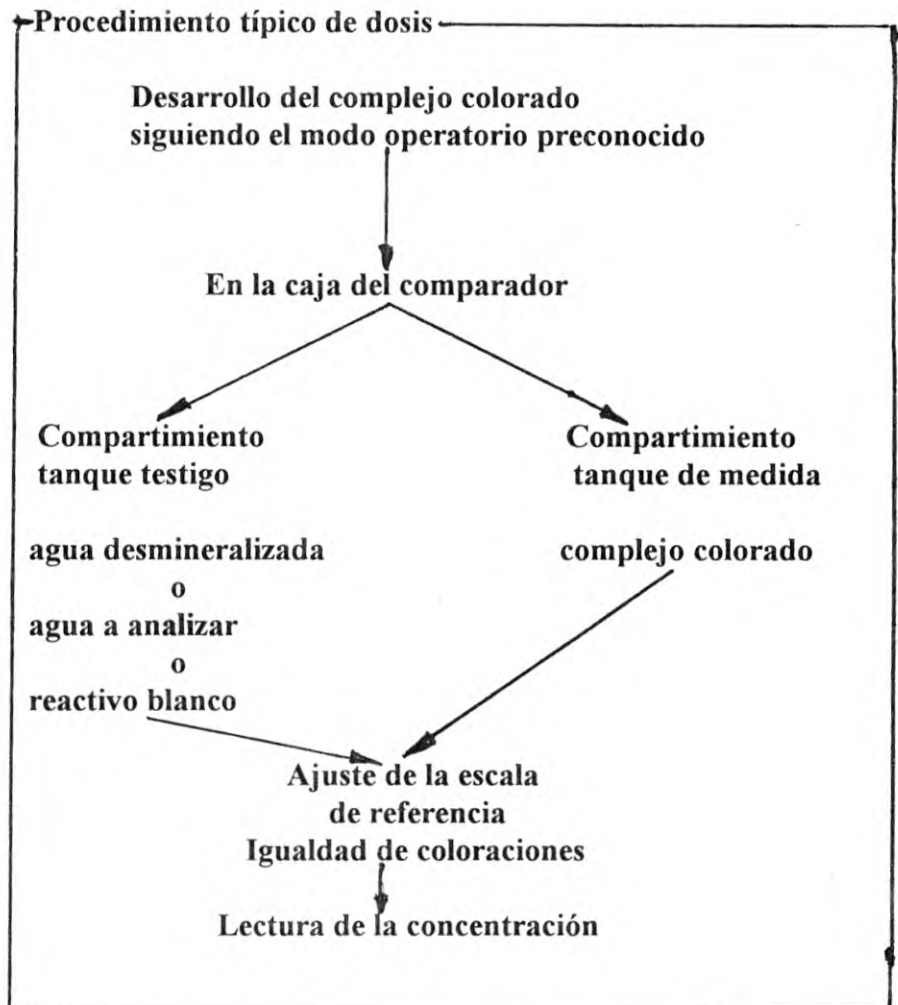 Procedimiento típico de dosis
Desarrollo del complejo colorado
siguiendo el modo operatorio preconocido
En la caja del comparador
Compartimiento
tanque testigo
Compartimiento
tanque de medida
agua desmineralizada
o
agua a analizar
o
reactivo blanco
complejo colorado
Ajuste de la escala
de referencia
Igualdad de coloraciones
Lectura de la concentración